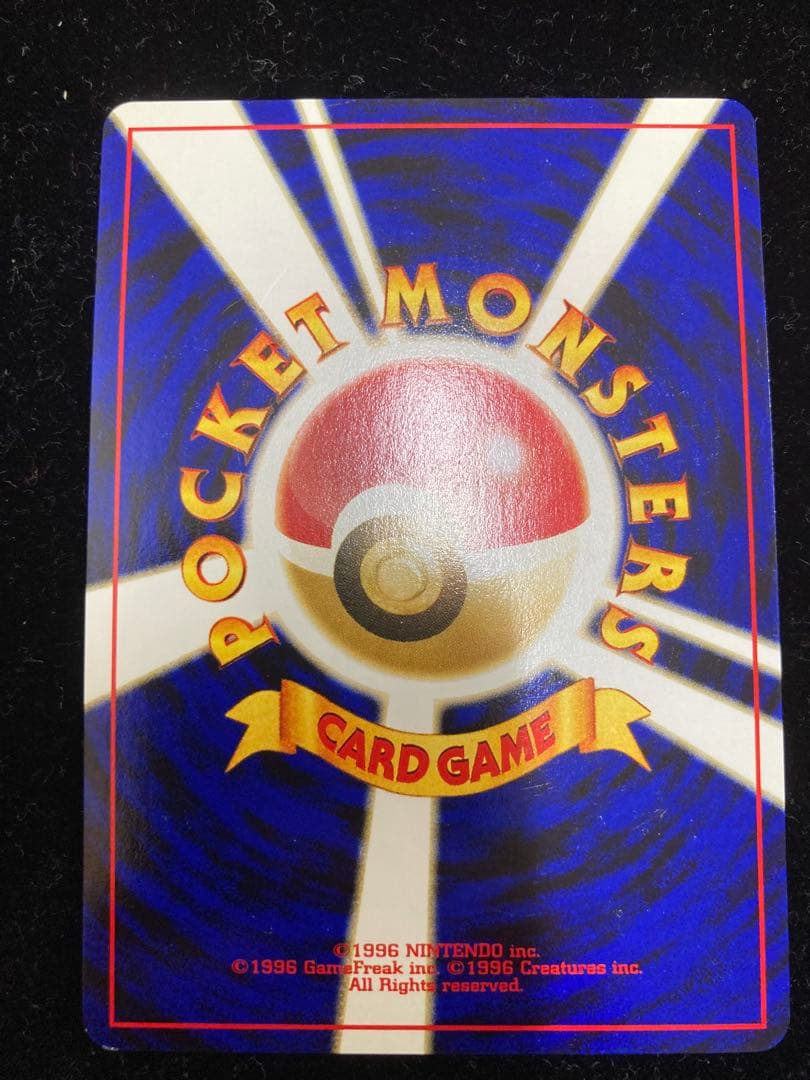 POCKET MONSTERS
CARD GAME
©1996 NINTENDO inc.
©1996 GameFreak inc. ©1996 Creatures inc.
All Rights reserved.